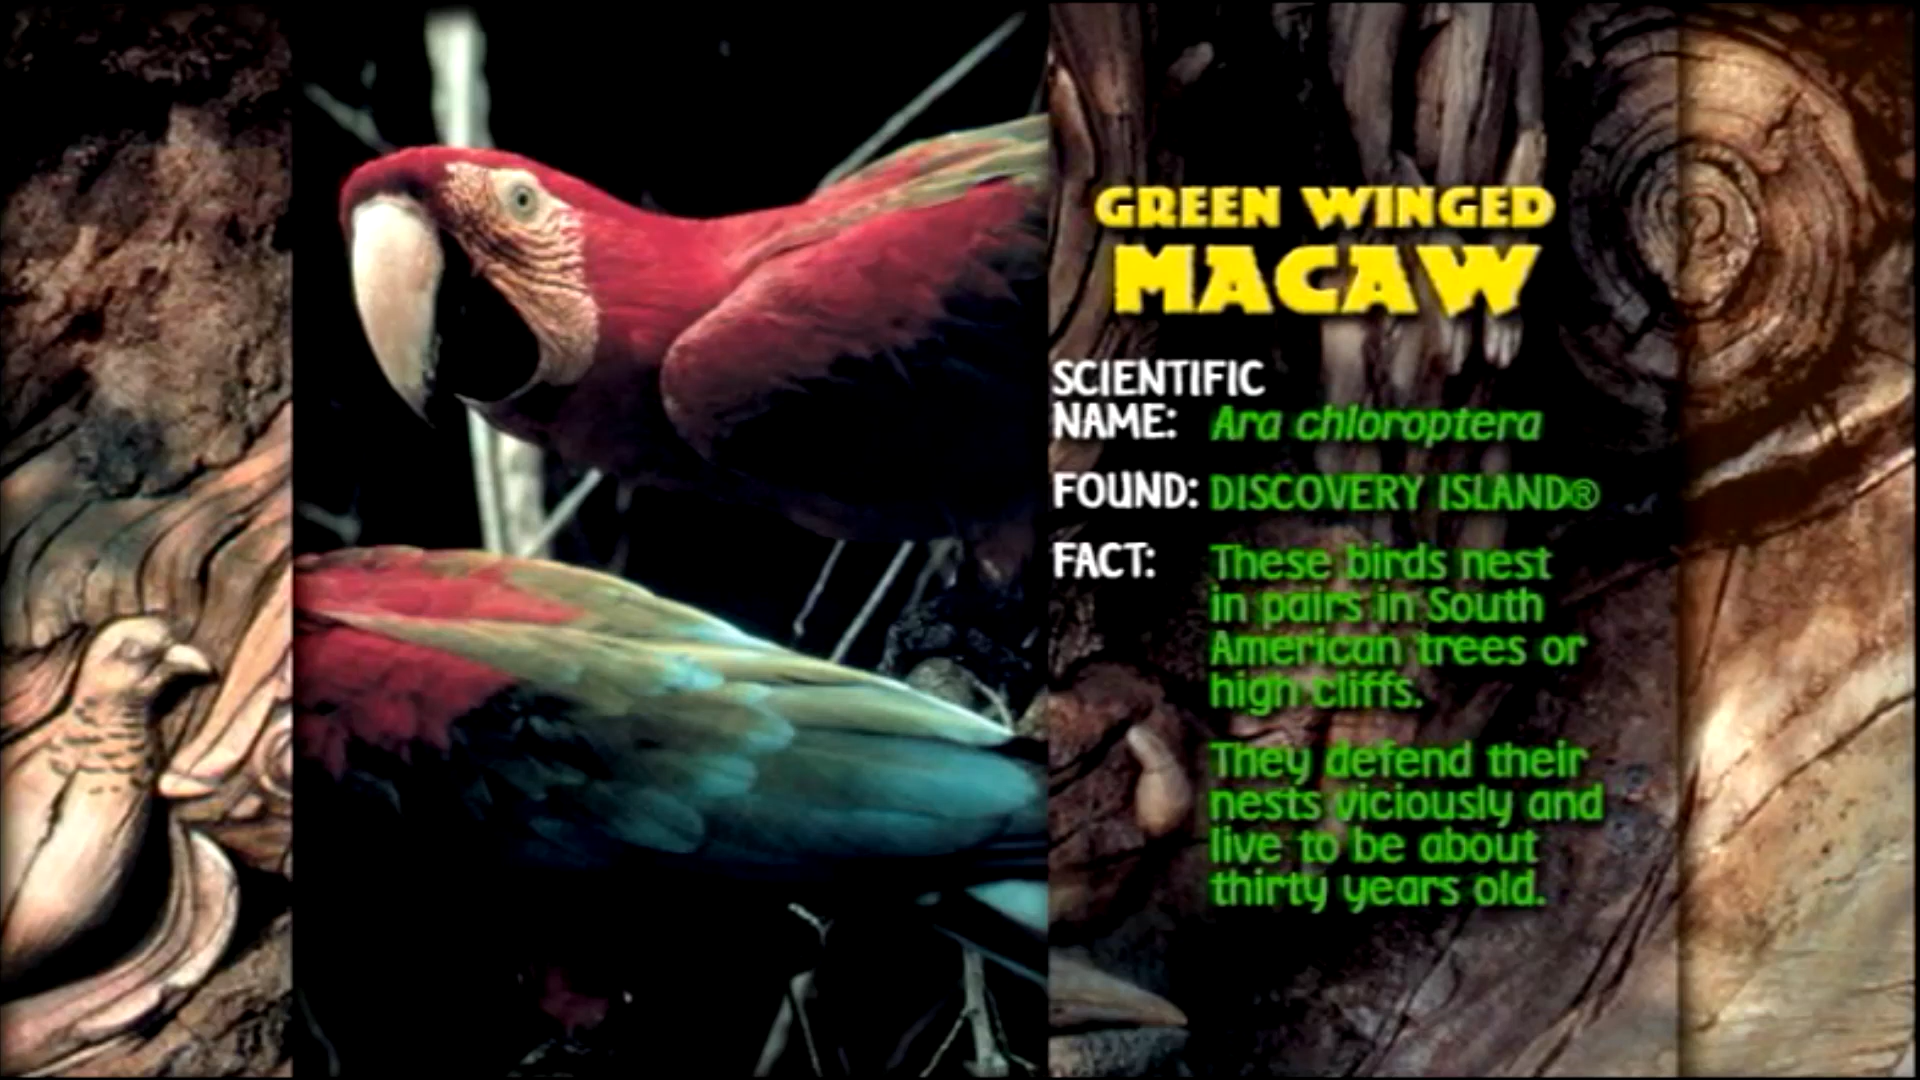 GREEN WINGED
MACAW
SCIENTIFIC
NAME: Ara chloroptera
FOUND: DISCOVERY ISLAND®
FACT: These birds nest
in pairs in South
American trees or
high cliffs.
They defend their
nests viciously and
live to be about
thirty years old.